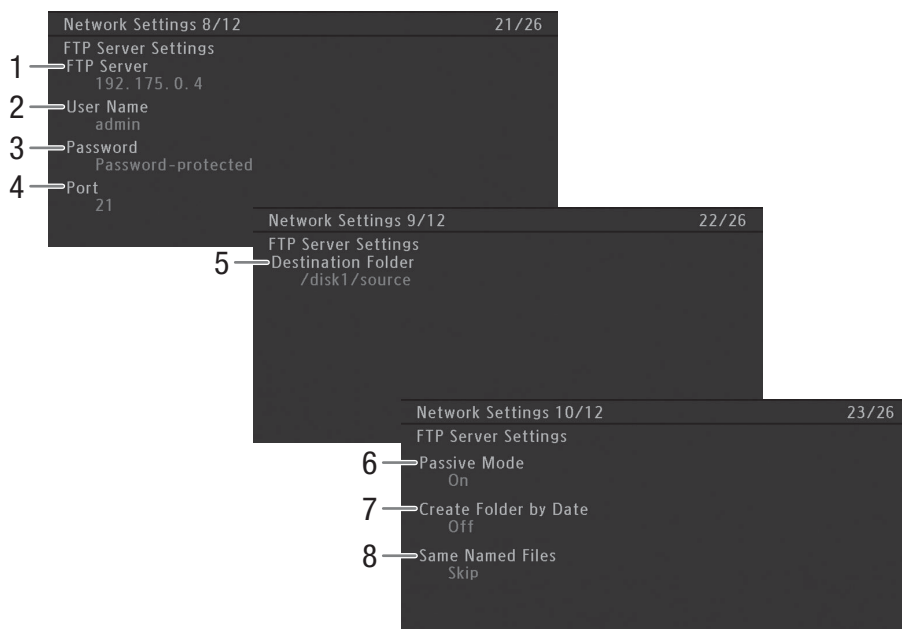 Network Settings 8/12 21/26
FTP Server Settings
1 FTP Server
192.175.0.4
2 User Name
admin
3 Password
Password-protected
4 Port
21
Network Settings 9/12 22/26
FTP Server Settings
5 Destination Folder
/disk1/source
Network Settings 10/12 23/26
FTP Server Settings
6 Passive Mode
On
7 Create Folder by Date
Off
8 Same Named Files
Skip